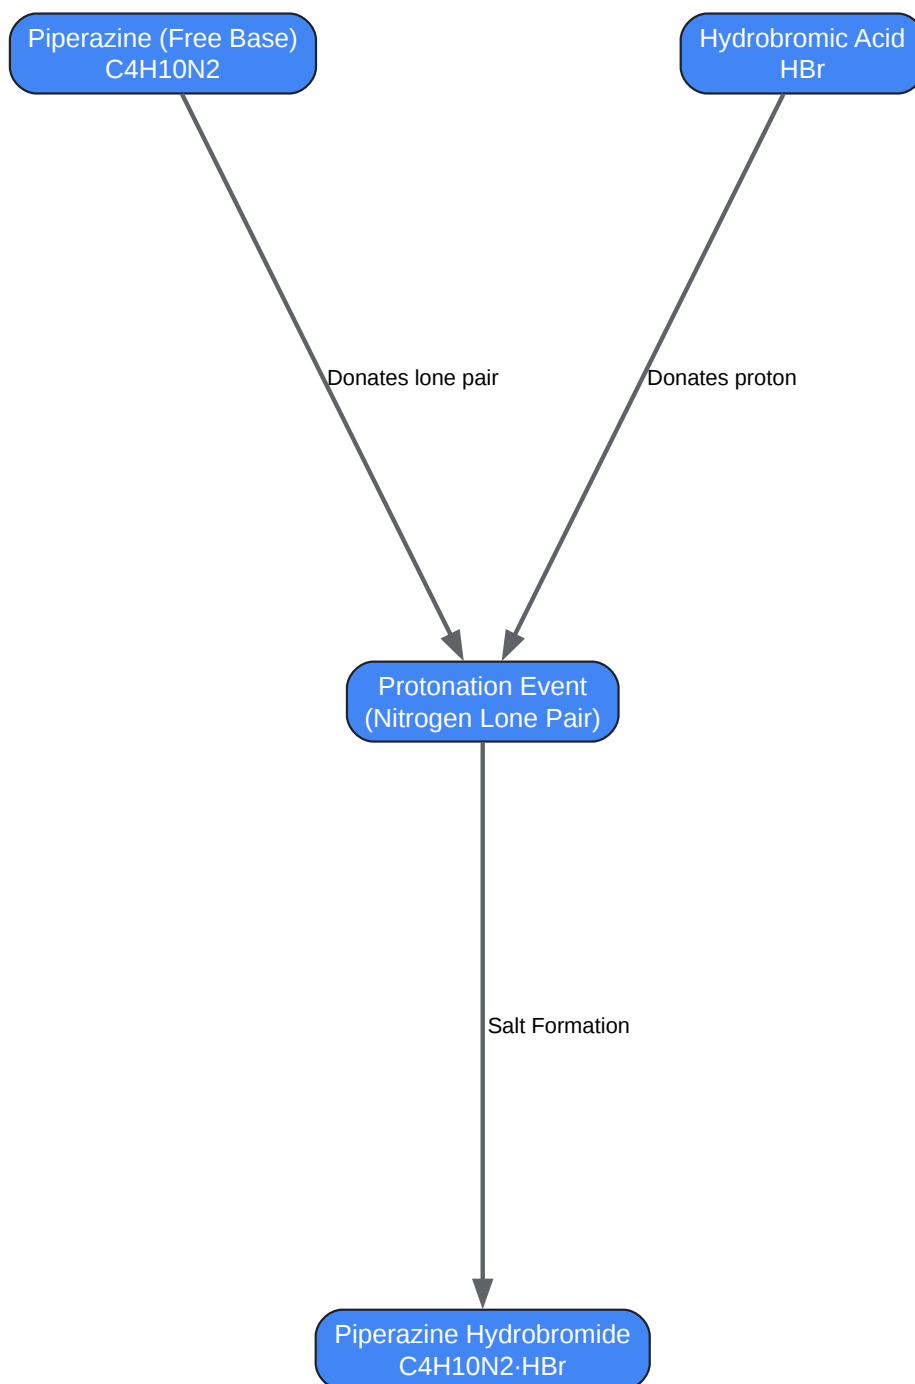 Piperazine (Free Base)
C4H10N2
Hydrobromic Acid
HBr
Donates lone pair
Donates proton
Protonation Event
(Nitrogen Lone Pair)
Salt Formation
Piperazine Hydrobromide
C4H10N2·HBr